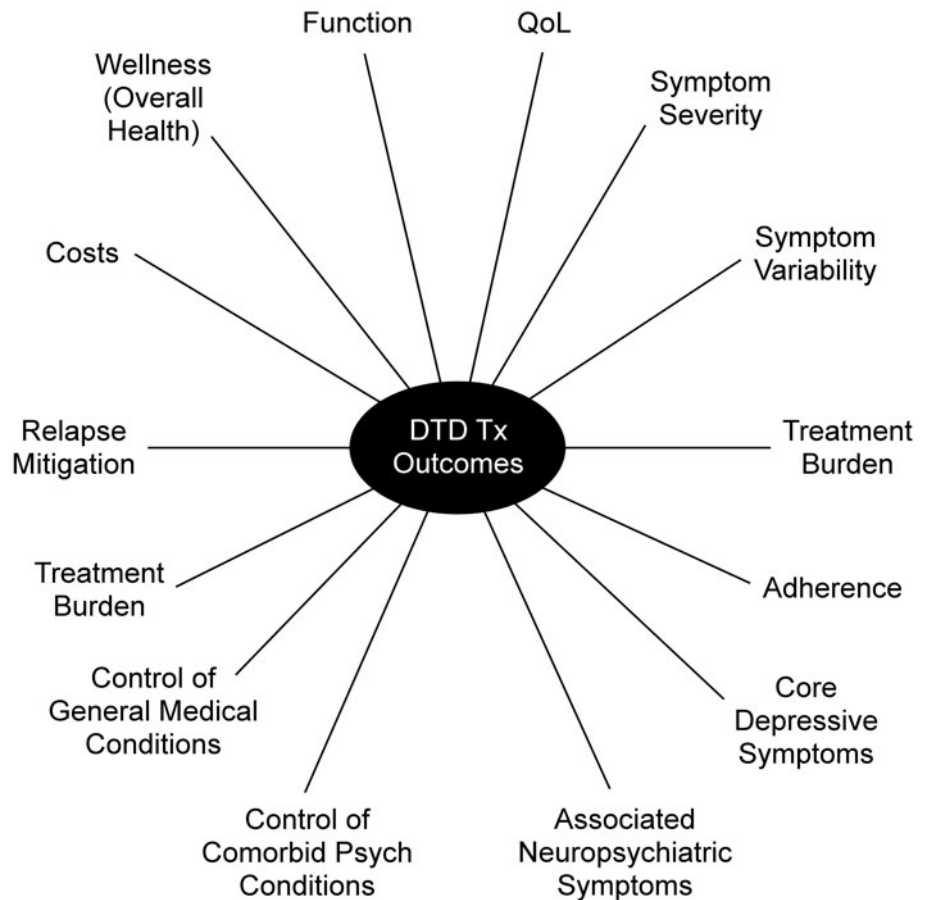 Function
QoL
Wellness
(Overall
Health)
Symptom
Severity
Costs
Symptom
Variability
DTD Tx
Outcomes
Relapse
Mitigation
Treatment
Burden
Treatment
Burden
Adherence
Control of
General Medical
Conditions
Core
Depressive
Symptoms
Control of
Comorbid Psych
Conditions
Associated
Neuropsychiatric
Symptoms